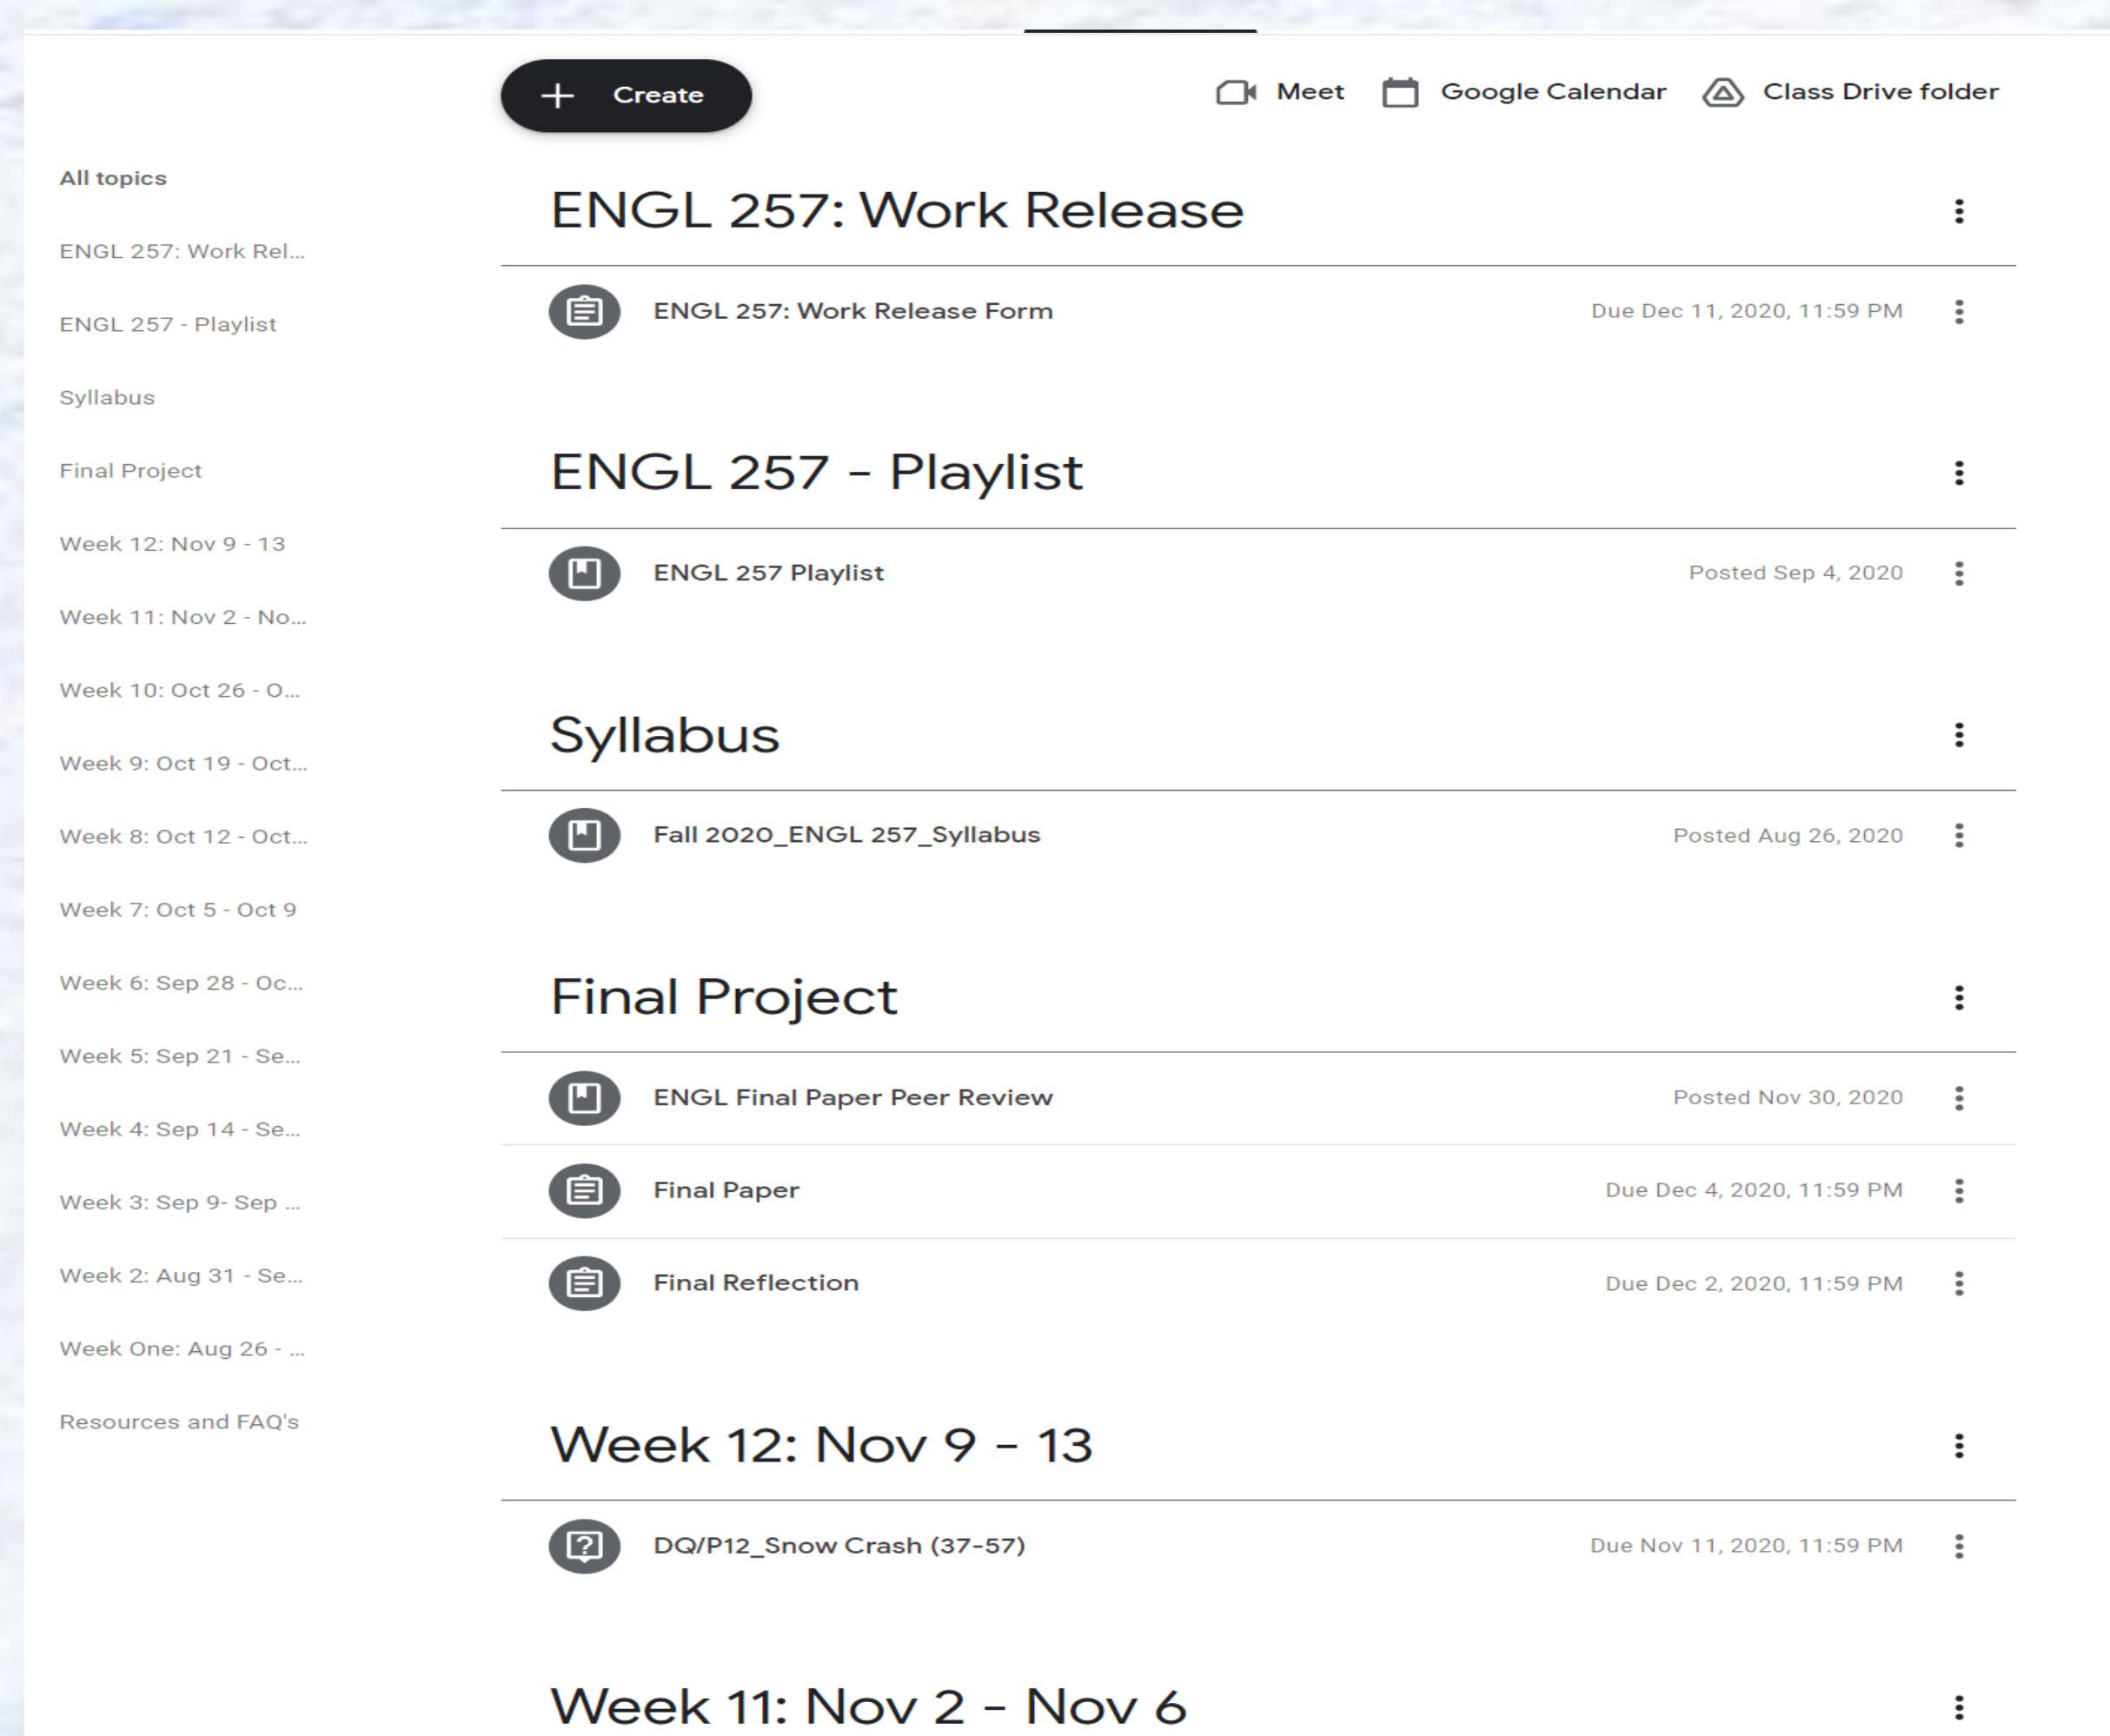 Create
Meet
Google Calendar
Class Drive folder
All topics
ENGL 257: Work Rel...
ENGL 257 - Playlist
Syllabus
Final Project
Week 12: Nov 9 - 13
Week 11: Nov 2 - No...
Week 10: Oct 26 - O...
Week 9: Oct 19 - Oct...
Week 8: Oct 12 - Oct...
Week 7: Oct 5 - Oct 9
Week 6: Sep 28 - Oc...
Week 5: Sep 21 - Se...
Week 4: Sep 14 - Se...
Week 3: Sep 9- Sep ...
Week 2: Aug 31 - Se...
Week One: Aug 26 - ...
Resources and FAQ's
ENGL 257: Work Release
ENGL 257: Work Release Form Due Dec 11, 2020, 11:59 PM
ENGL 257 - Playlist
ENGL 257 Playlist Posted Sep 4, 2020
Syllabus
Fall 2020_ENGL 257_Syllabus Posted Aug 26, 2020
Final Project
ENGL Final Paper Peer Review Posted Nov 30, 2020
Final Paper Due Dec 4, 2020, 11:59 PM
Final Reflection Due Dec 2, 2020, 11:59 PM
Week 12: Nov 9 - 13
DQ/P12_Snow Crash (37-57) Due Nov 11, 2020, 11:59 PM
Week 11: Nov 2 - Nov 6